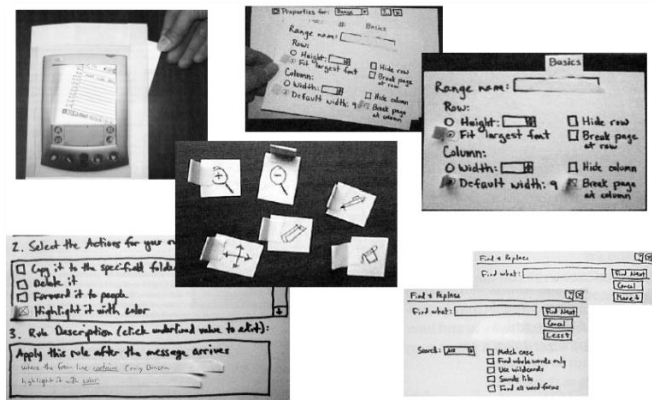 Properties for: Range
Basics
Range name:
Row:
Height:
Hide row
Fit largest font
Break page
at row
Column:
Width:
Hide column
Default width: 9
Break page
at column
Basics
Range name:
Row:
Height:
Hide row
Fit largest font
Break page
at row
Column:
Width:
Hide column
Default width: 9
Break page
at column
2. Select the Actions for your
Copy it to the specified folder
Delete it
Forward it to people
Highlight it with color
3. Rule Description (click underlined value to edit):
Apply this rule after the message arrives
where the from line contains
highlight it with color
Find & Replace
?
Find what:
Find Next
Cancel
More
Find & Replace
?
Find what:
Find Next
Cancel
Less
Search: All
Match case
Find whole words only
Use wildcards
Sounds like
Find all word forms